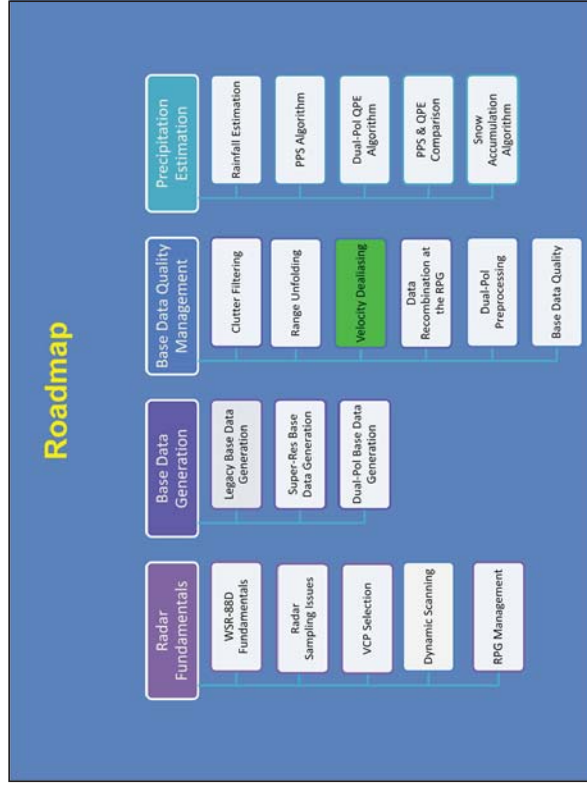 Roadmap
Radar
Fundamentals
WSR-88D
Fundamentals
Radar
Sampling Issues
VCP Selection
Dynamic Scanning
RPG Management
Base Data
Generation
Legacy Base Data
Generation
Super-Res Base
Data Generation
Dual-Pol Base Data
Generation
Base Data Quality
Management
Clutter Filtering
Range Unfolding
Velocity Dealiasing
Data
Recombination at
the RPG
Dual-Pol
Preprocessing
Base Data Quality
Precipitation
Estimation
Rainfall Estimation
PPS Algorithm
Dual-Pol QPE
Algorithm
PPS & QPE
Comparison
Snow
Accumulation
Algorithm